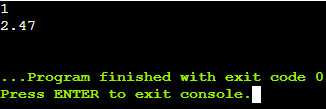 1
2.47
...Program finished with exit code 0
Press ENTER to exit console.